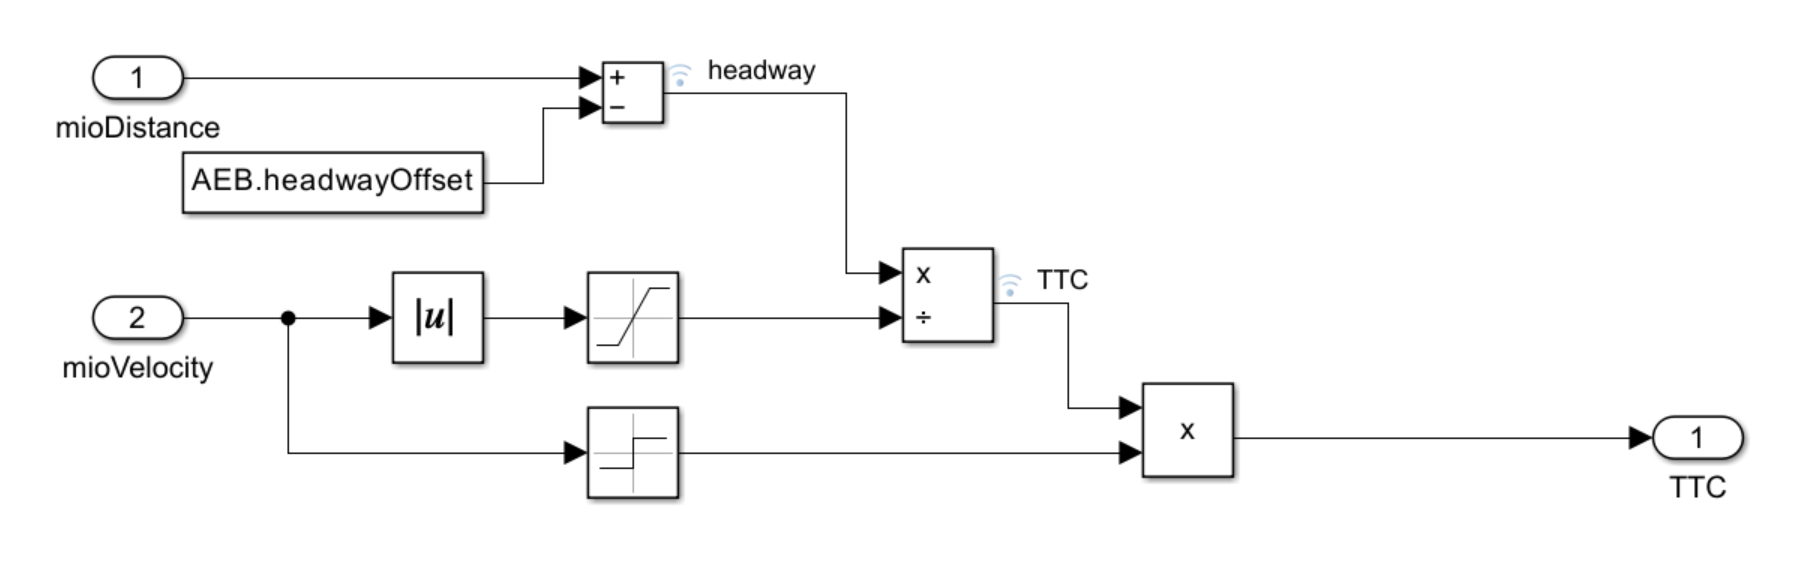 1
mioDistance
+
−
headway
AEB.headwayOffset
x
÷
TTC
2
mioVelocity
|u|
x
1
TTC